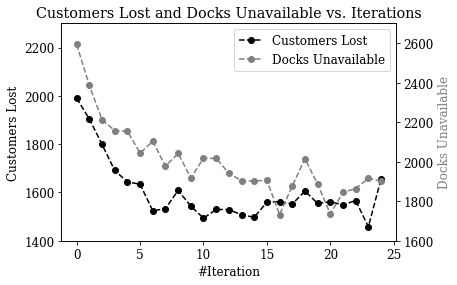 Customers Lost and Docks Unavailable vs. Iterations
Customers Lost
Docks Unavailable
2200
2000
1800
1600
1400
Customers Lost
2600
2400
2200
2000
1800
1600
Docks Unavailable
0 5 10 15 20 25
#Iteration